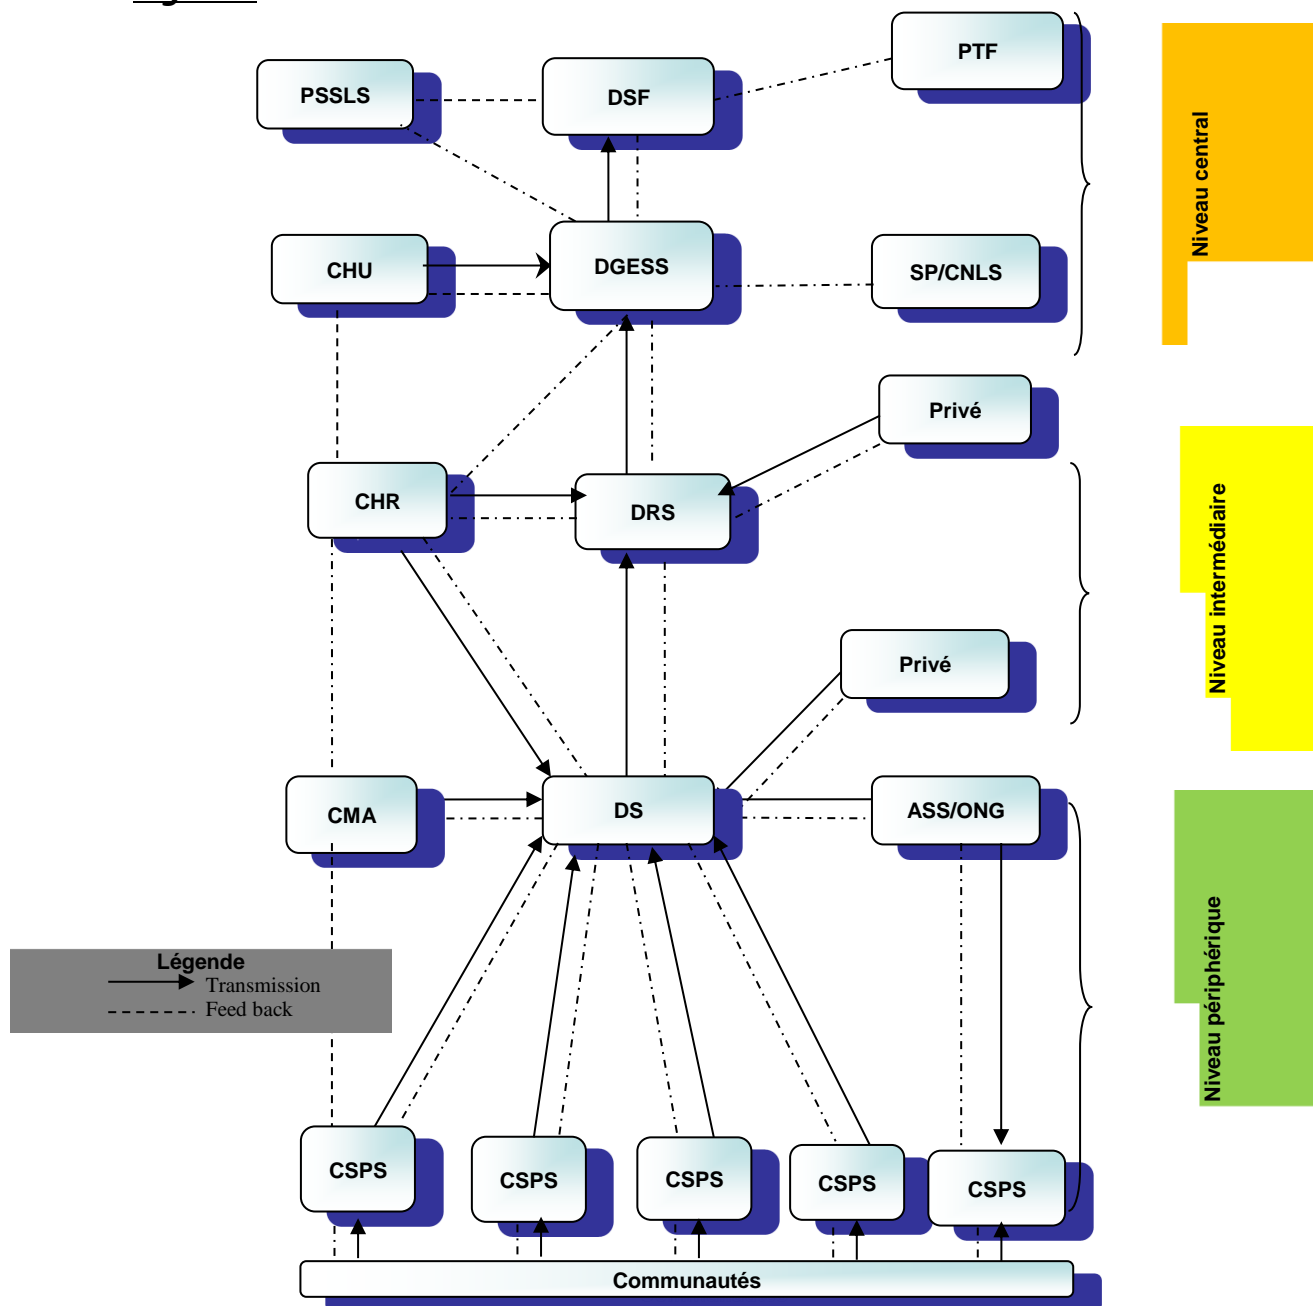 PTF
PSSLS
DSF
Niveau central
CHU
DGESS
SP/CNLS
Privé
CHR
DRS
Niveau intermédiaire
Privé
CMA
DS
ASS/ONG
Niveau périphérique
Légende
Transmission
Feed back
CSPS
CSPS
CSPS
CSPS
CSPS
Communautés